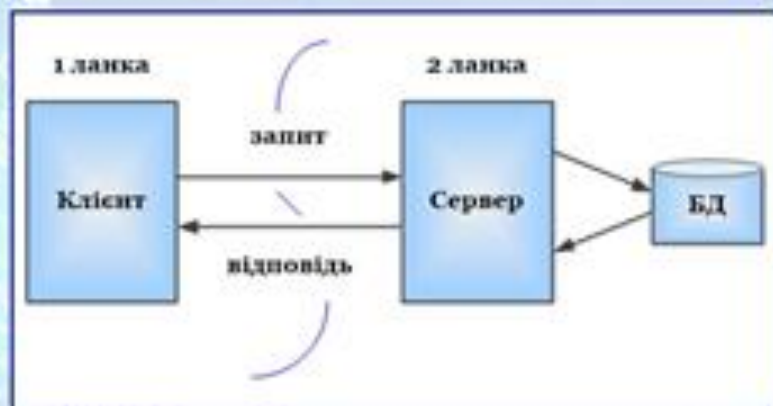 1 ланка
2 ланка
запит
Клієнт
Сервер
БД
відповідь